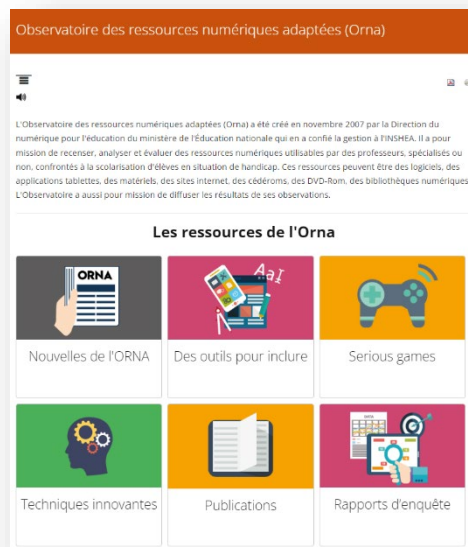 Observatoire des ressources numériques adaptées (Orna)
L'Observatoire des ressources numériques adaptées (Orna) a été créé en novembre 2007 par la Direction du
numérique pour l'éducation du ministère de l'Éducation nationale qui en a confié la gestion à l'INSHEA. Il a pour
mission de recenser, analyser et évaluer des ressources numériques utilisables par des professeurs, spécialisés ou
non, confrontés à la scolarisation d'élèves en situation de handicap. Ces ressources peuvent être des logiciels, des
applications tablettes, des matériels, des sites internet, des cédéroms, des DVD-Rom, des bibliothèques numériques
L'Observatoire a aussi pour mission de diffuser les résultats de ses observations.
Les ressources de l'Orna
ORNA
AaI
Nouvelles de l'ORNA
Des outils pour inclure
Serious games
Techniques innovantes
Publications
Rapports d'enquête